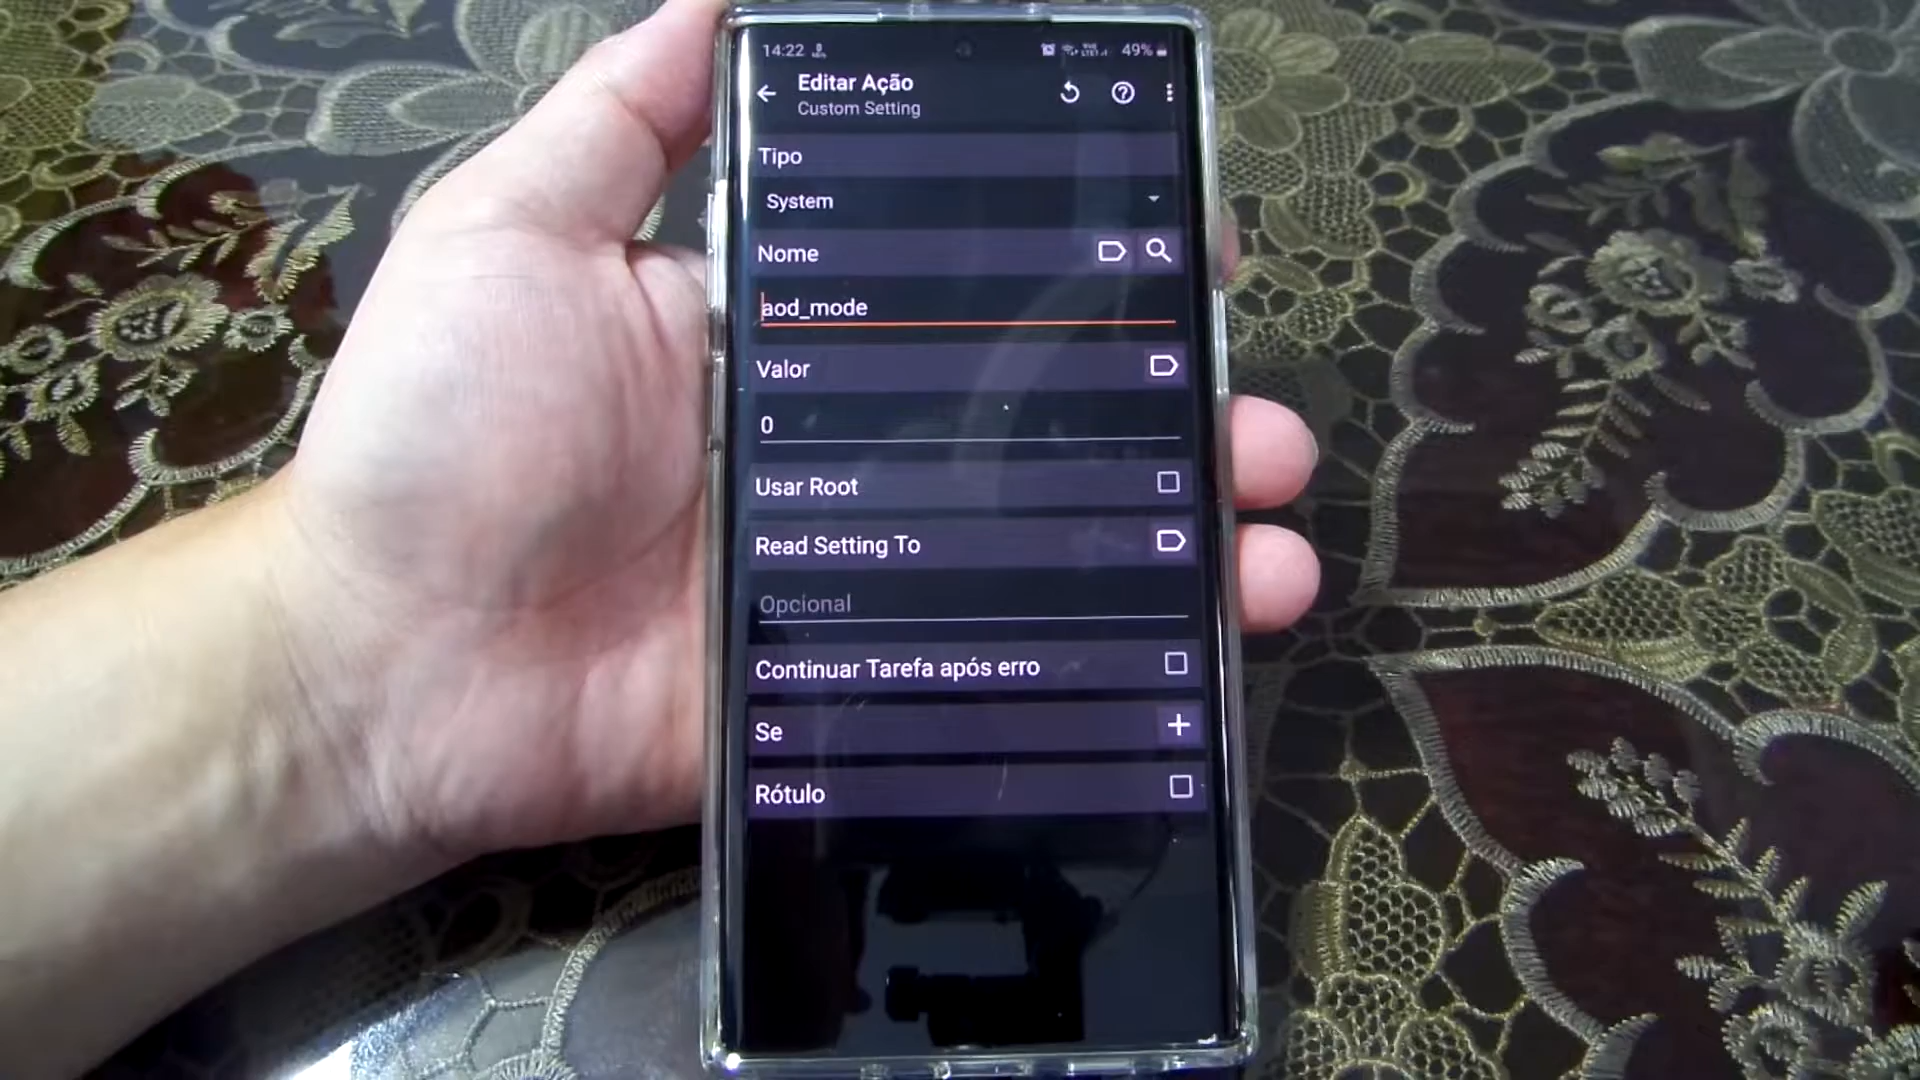 14:22
49%
Editar Ação
Custom Setting
Tipo
System
Nome
aod_mode
Valor
0
Usar Root
Read Setting To
Opcional
Continuar Tarefa após erro
Se
Rótulo